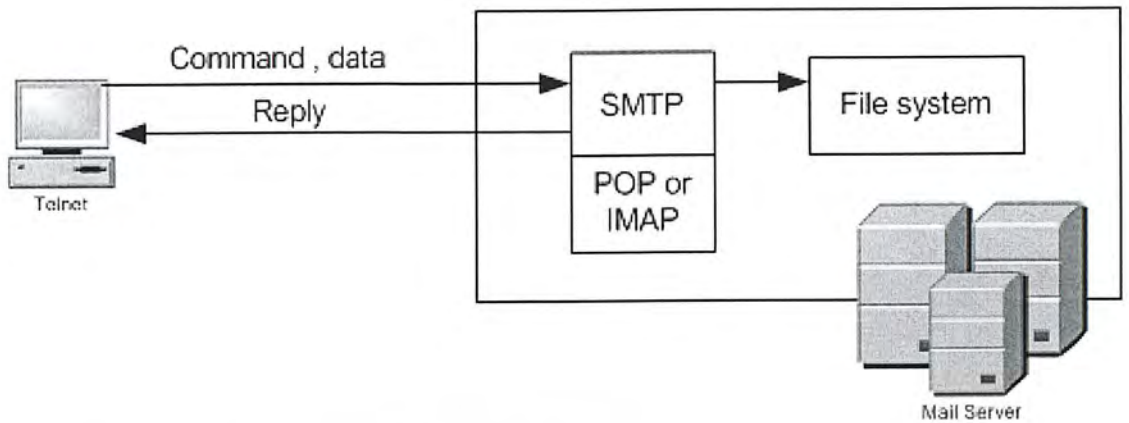 Command , data
Reply
Telnet
SMTP
POP or
IMAP
File system
Mail Server